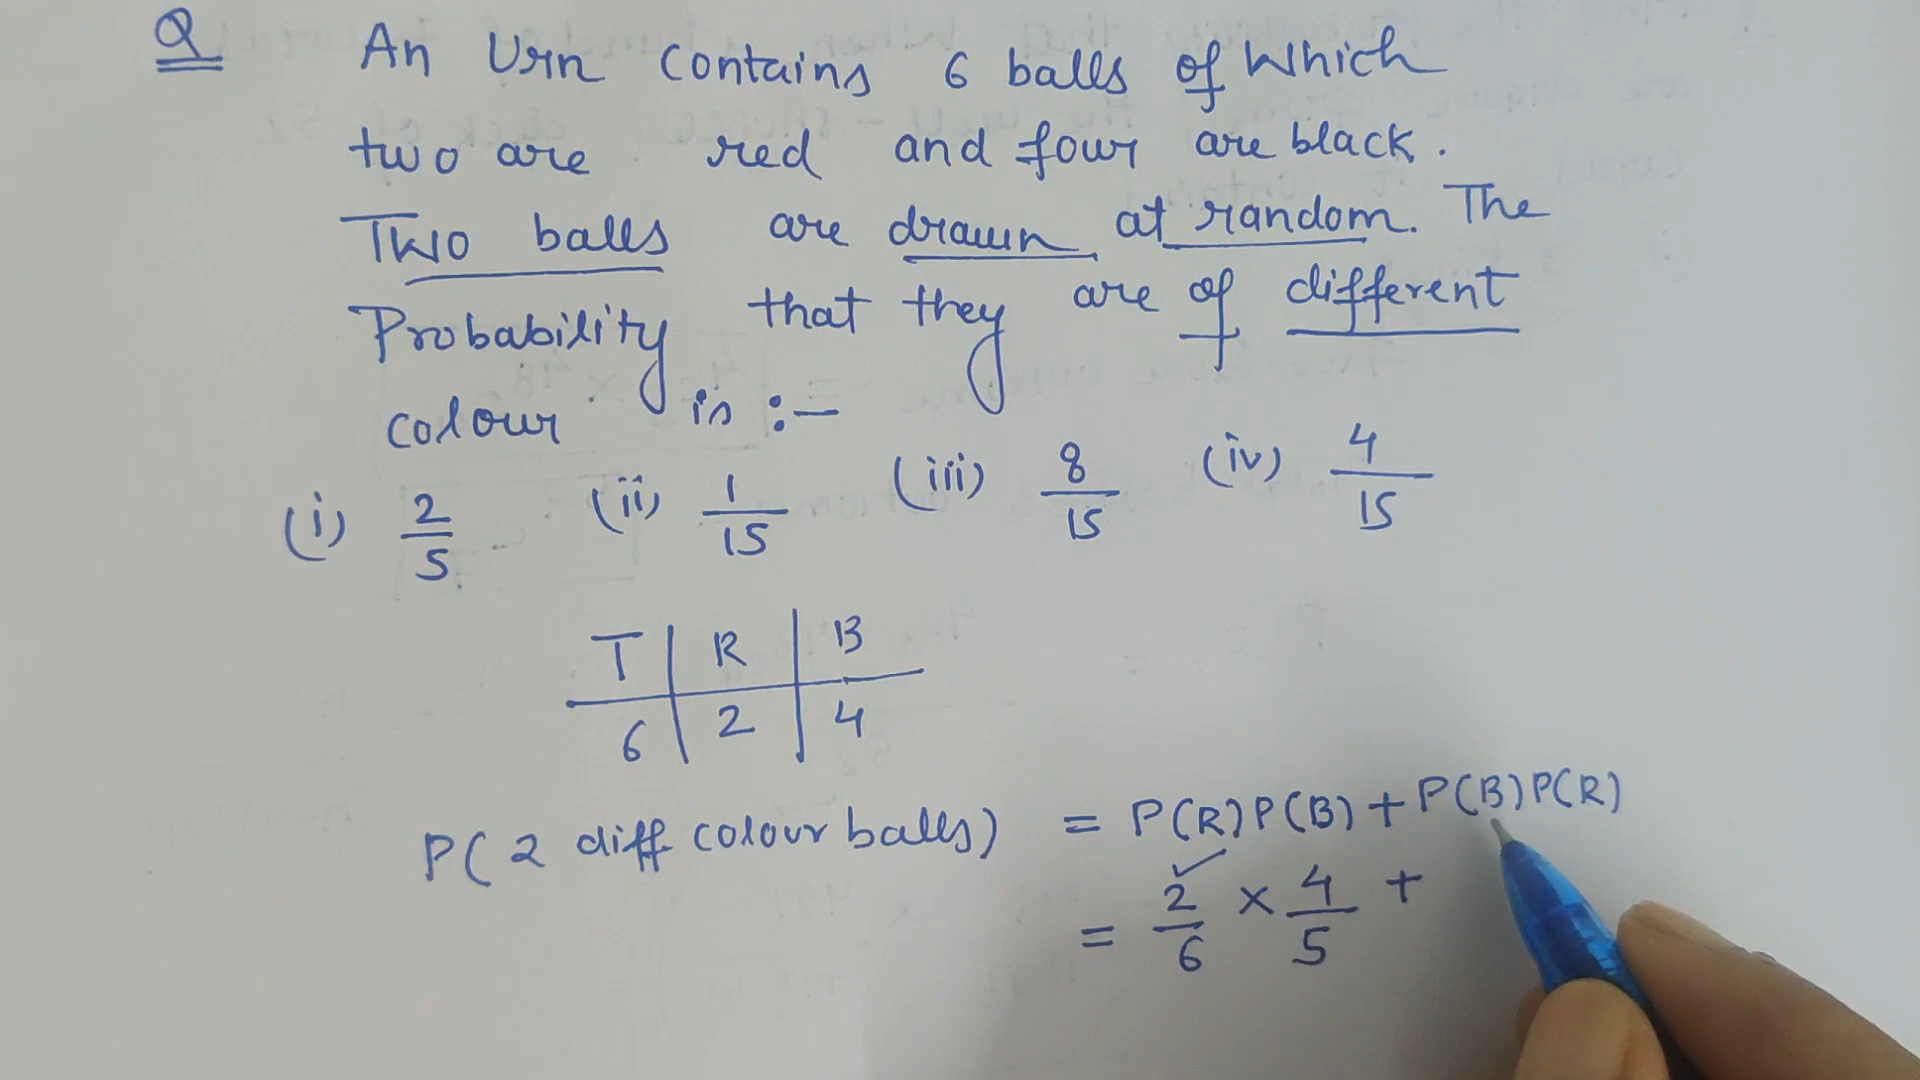 Q An Urn contains 6 balls of Which
two are red and four are black.
Two balls are drawn at random. The
Probability that they are of different
colour is :-
(i) 2/5 (ii) 1/15 (iii) 8/15 (iv) 4/15
T | R | B
6 | 2 | 4
P(2 diff colour balls) = P(R)P(B) + P(B)P(R)
= 2/6 × 4/5 +